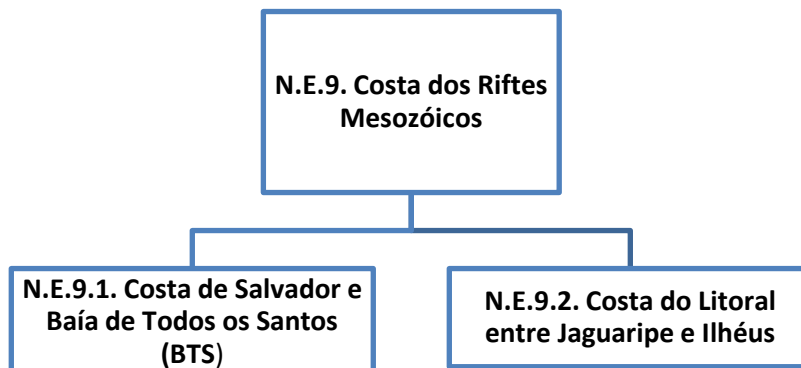 N.E.9. Costa dos Riftes
Mesozóicos
N.E.9.1. Costa de Salvador e
Baía de Todos os Santos
(BTS)
N.E.9.2. Costa do Litoral
entre Jaguaripe e Ilhéus